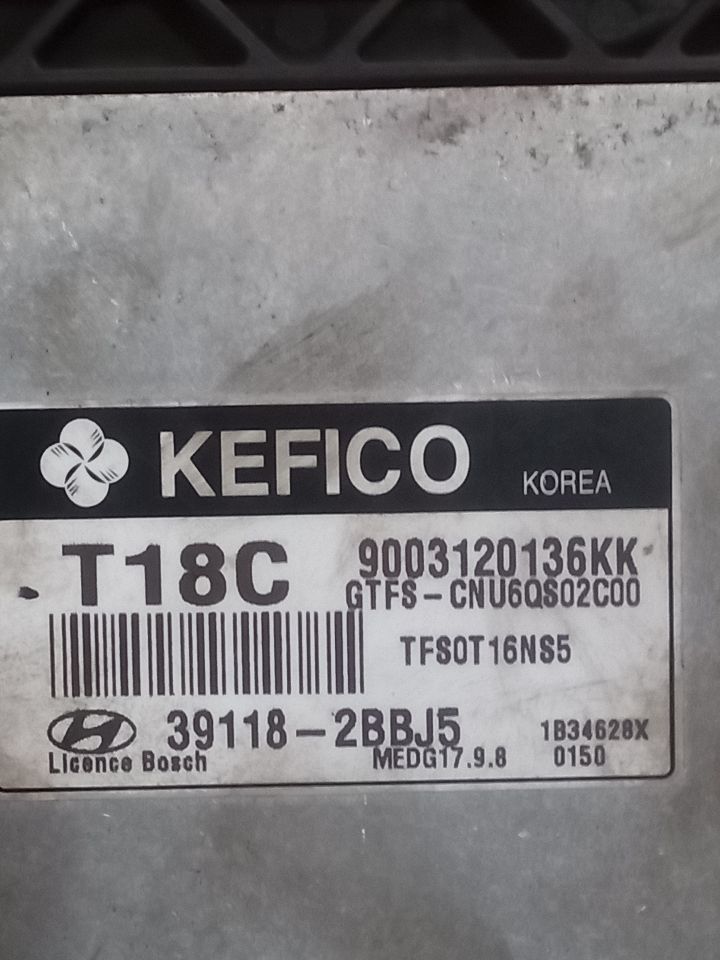 KEFICO KOREA
T18C 9003120136KK
GTFS-CNU6QS02C00
TFS0T16NS5
39118-2BBJ5 1B34628X
Licence Bosch MEDG17.9.8 0150